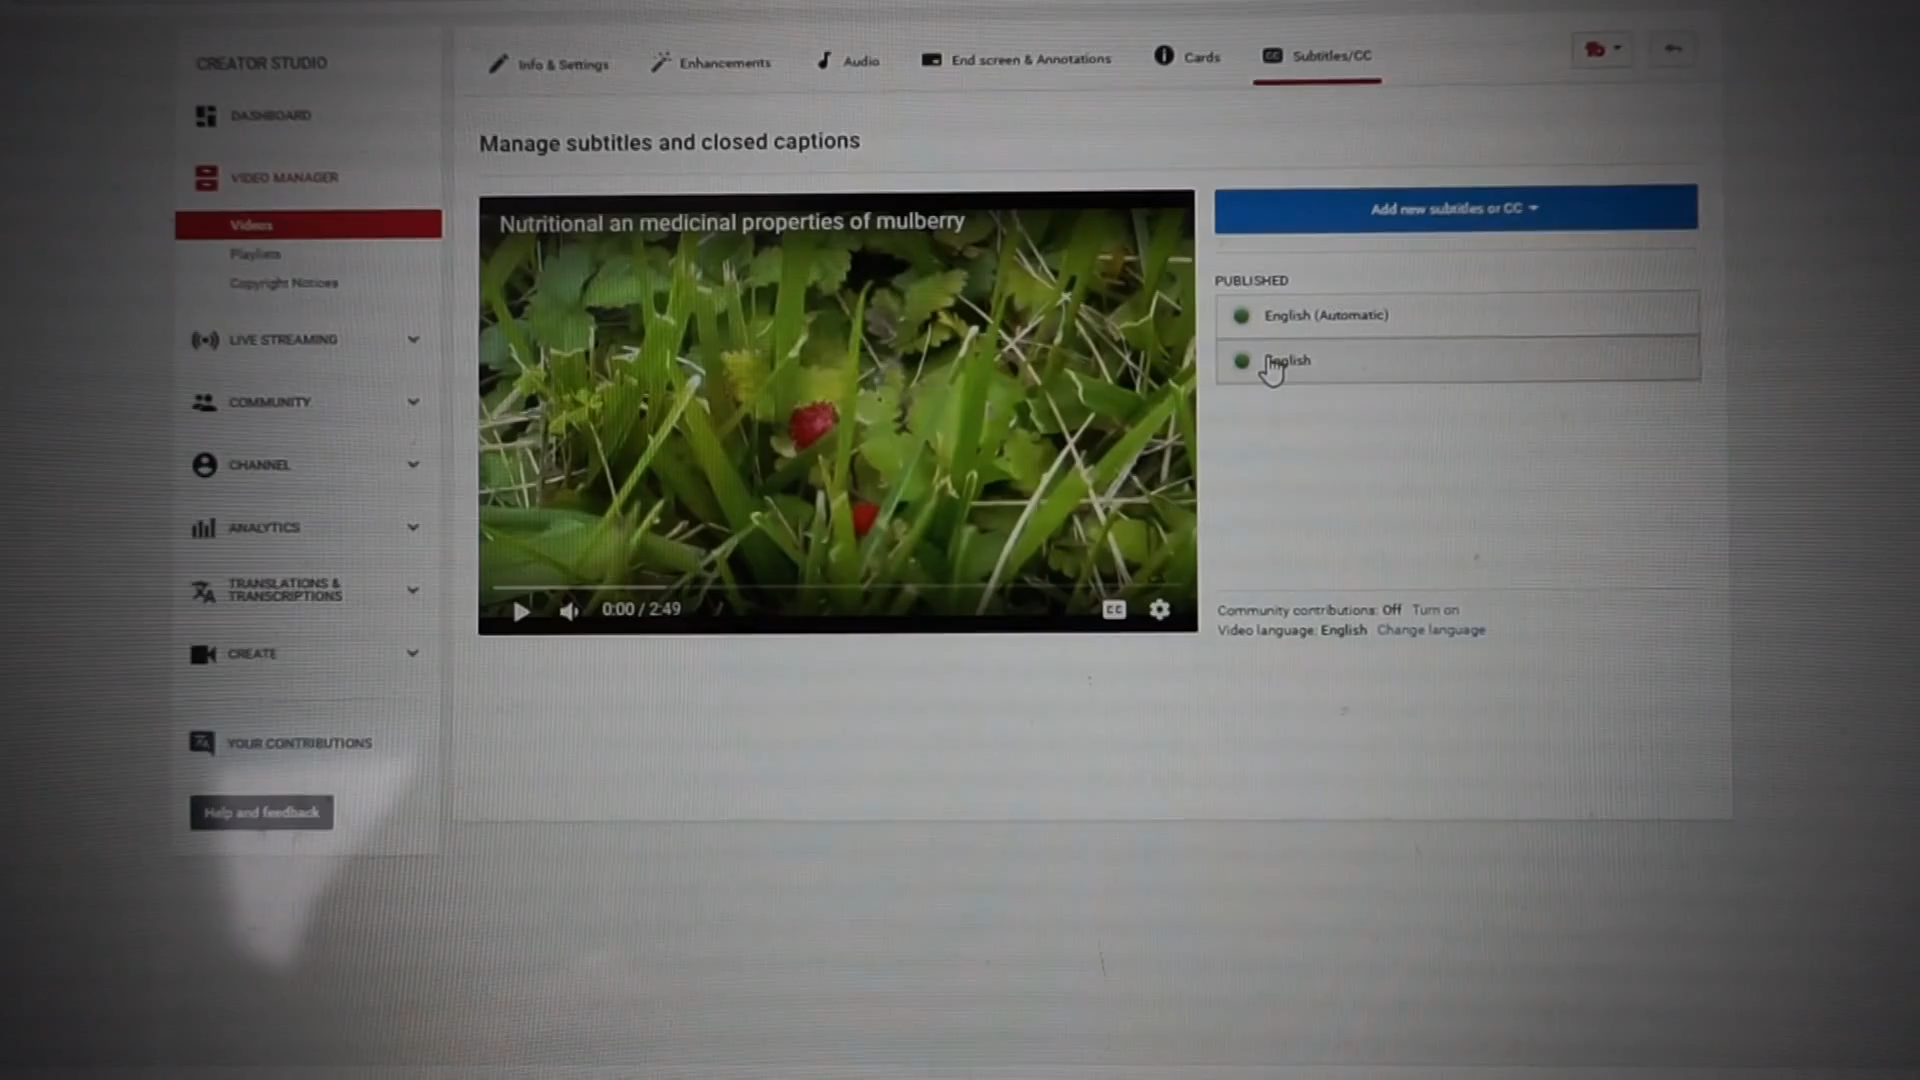 CREATOR STUDIO
DASHBOARD
VIDEO MANAGER
Videos
Playlists
Copyright Notices
LIVE STREAMING
COMMUNITY
CHANNEL
ANALYTICS
TRANSLATIONS &
TRANSCRIPTIONS
CREATE
YOUR CONTRIBUTIONS
Help and feedback
Info & Settings
Enhancements
Audio
End screen & Annotations
Cards
CC Subtitles/CC
Manage subtitles and closed captions
Nutritional an medicinal properties of mulberry
0:00 / 2:49
CC
Add new subtitles or CC
PUBLISHED
English (Automatic)
English
Community contributions: Off Turn on
Video language: English Change language